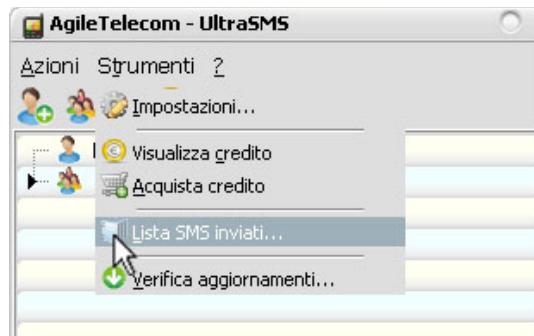 AgileTelecom - UltraSMS
Azioni Strumenti ?
Impostazioni...
Visualizza credito
Acquista credito
Lista SMS inviati...
Verifica aggiornamenti...